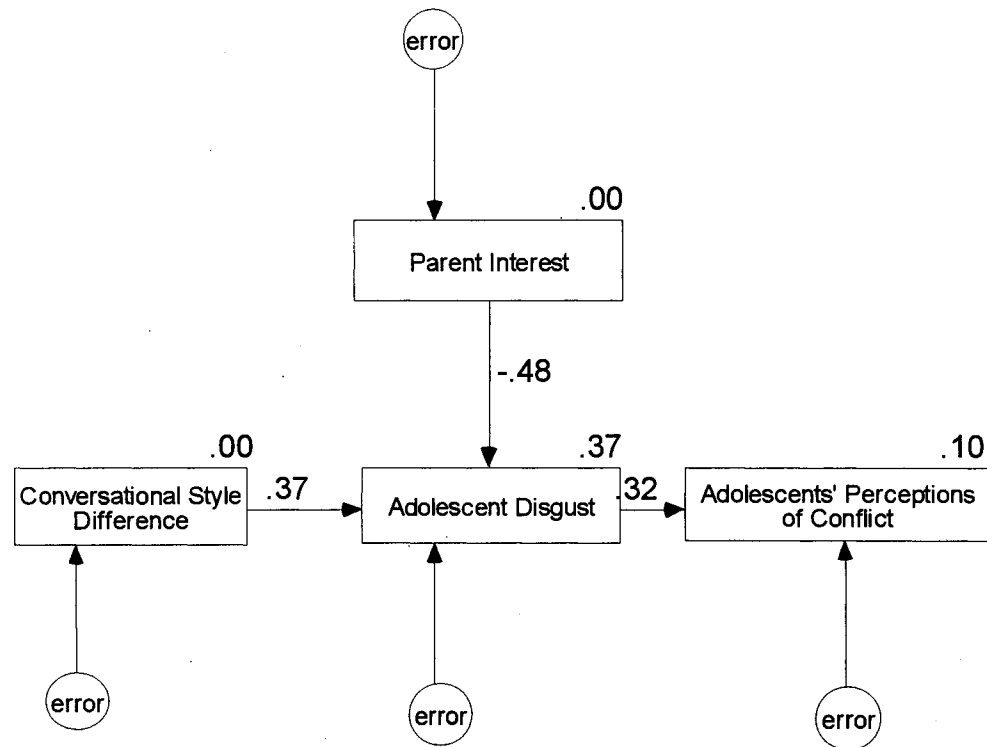 error
.00
Parent Interest
-.48
.00
.37
.10
Conversational Style
Difference
.37
Adolescent Disgust
.32
Adolescents' Perceptions
of Conflict
error
error
error